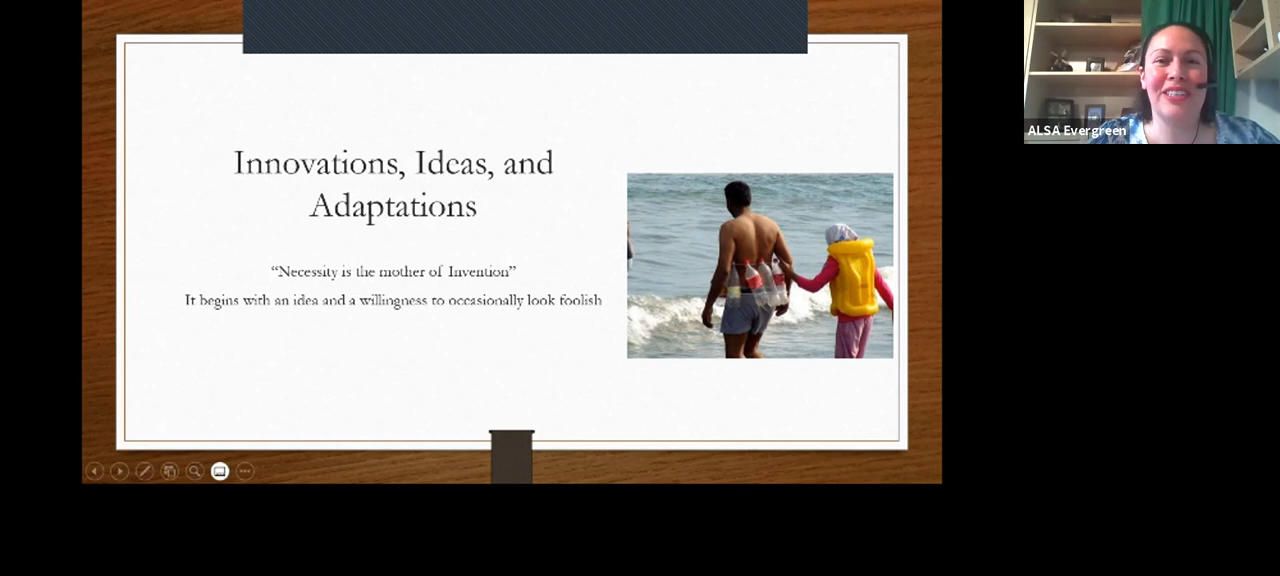 Innovations, Ideas, and
Adaptations
“Necessity is the mother of Invention”
It begins with an idea and a willingness to occasionally look foolish
ALSA Evergreen